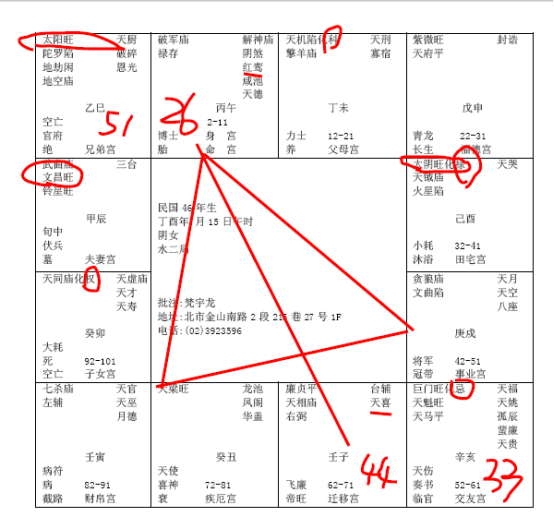 太阳旺 天厨
陀罗陷 破碎
地劫闲 恩光
地空庙
乙巳
空亡
官府
绝 兄弟宫
51
破军庙 解神庙
禄存 阴煞
红鸾
咸池
天德
丙午
2-11
博士 身 宫
胎 命 宫
26
天机陷化科 天刑
擎羊庙 寡宿
丁未
力士 12-21
养 父母宫
紫微旺 封诰
天府平
戊申
青龙 22-31
长生 福德宫
武曲庙 三台
文昌旺
铃星旺
甲辰
旬中
伏兵
墓 夫妻宫
民国 46 年生
丁酉年 月 15 日午时
阴女
水二局
批注:梵宇龙
地址:北市金山南路 2 段 巷 27 号 1F
电话:(02)3923596
太阴旺化禄 天哭
天钺庙
火星陷
己酉
小耗 32-41
沐浴 田宅宫
天同庙化权 天虚庙
天才
天寿
癸卯
大耗
死 92-101
空亡 子女宫
贪狼庙 天月
文曲陷 天空
八座
庚戌
将军 42-51
冠带 事业宫
七杀庙 天官
左辅 天巫
月德
壬寅
病符
病 82-91
截路 财帛宫
天梁旺 龙池
凤阁
华盖
癸丑
天使
喜神 72-81
衰 疾厄宫
廉贞平 台辅
天相庙 天喜
右弼
壬子
飞廉 62-71
帝旺 迁移宫
44
巨门旺化忌 天福
天魁旺 天姚
天马平 孤辰
蜚廉
天贵
辛亥
天伤
奏书 52-61
临官 交友宫
33